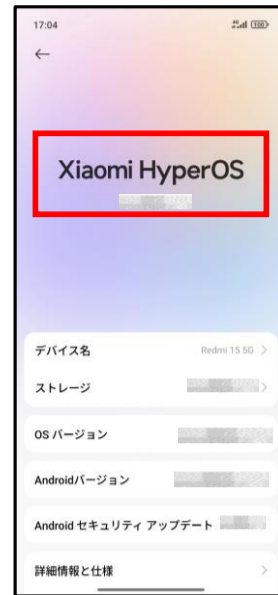 17:04
4G 100
Xiaomi HyperOS
デバイス名 Redmi 15 5G
ストレージ
OS バージョン
Androidバージョン
Android セキュリティ アップデート
詳細情報と仕様